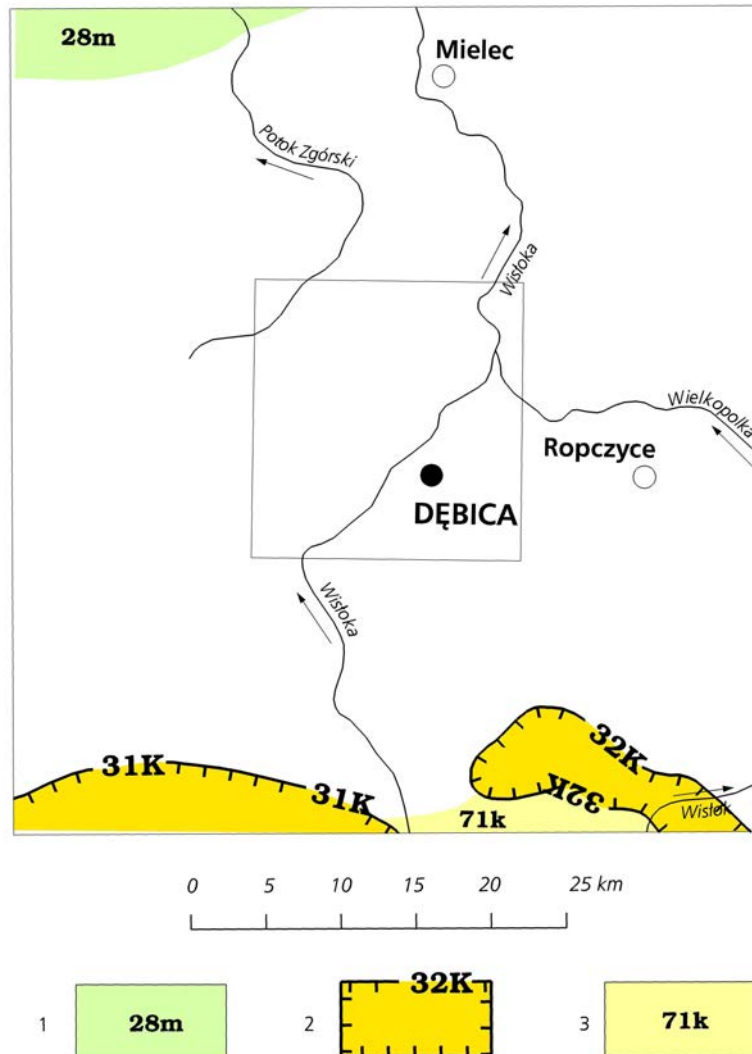 28m
Mielec
Potok Zgórski
Wisłoka
Wielkopolka
Ropczyce
DĘBICA
Wisłoka
32K
31K
31K
32K
71k
Wisłok
0 5 10 15 20 25 km
32K
1 28m 2 3 71k